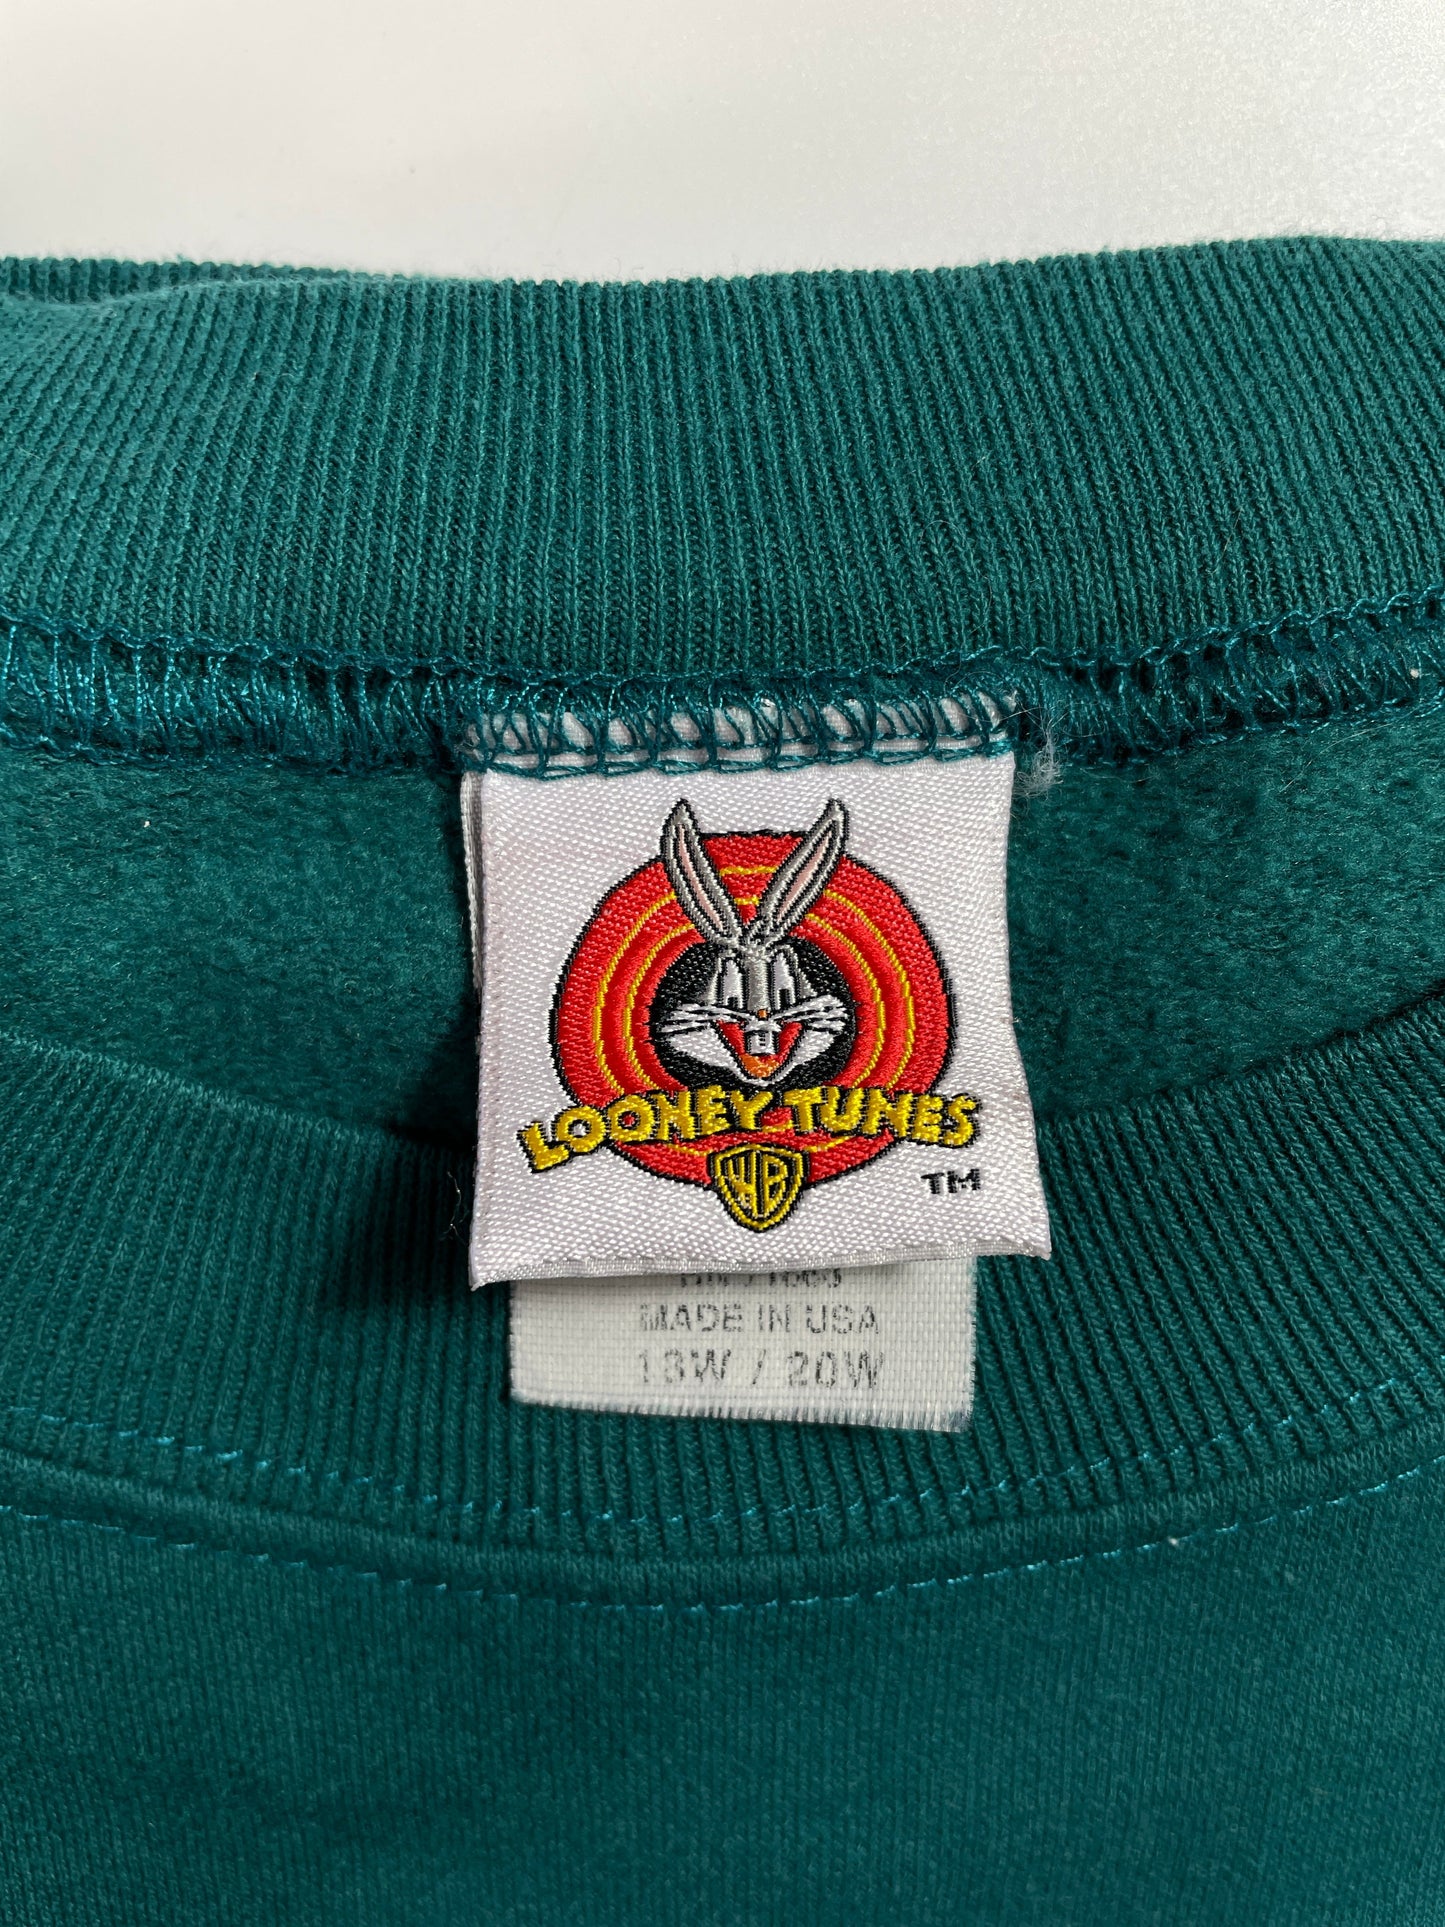 LOONEY TUNES
WB
TM
MADE IN USA
18W / 20W